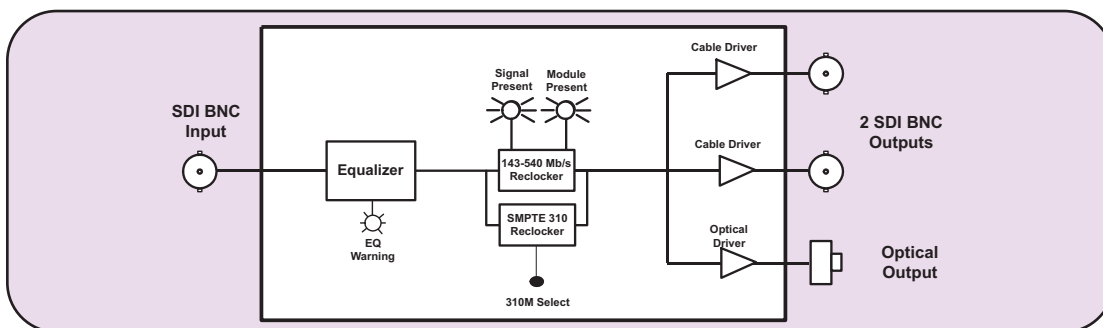 SDI BNC
Input
Equalizer
EQ
Warning
Signal
Present
Module
Present
143-540 Mb/s
Reclocker
SMPTE 310
Reclocker
310M Select
Cable Driver
Cable Driver
Optical
Driver
2 SDI BNC
Outputs
Optical
Output